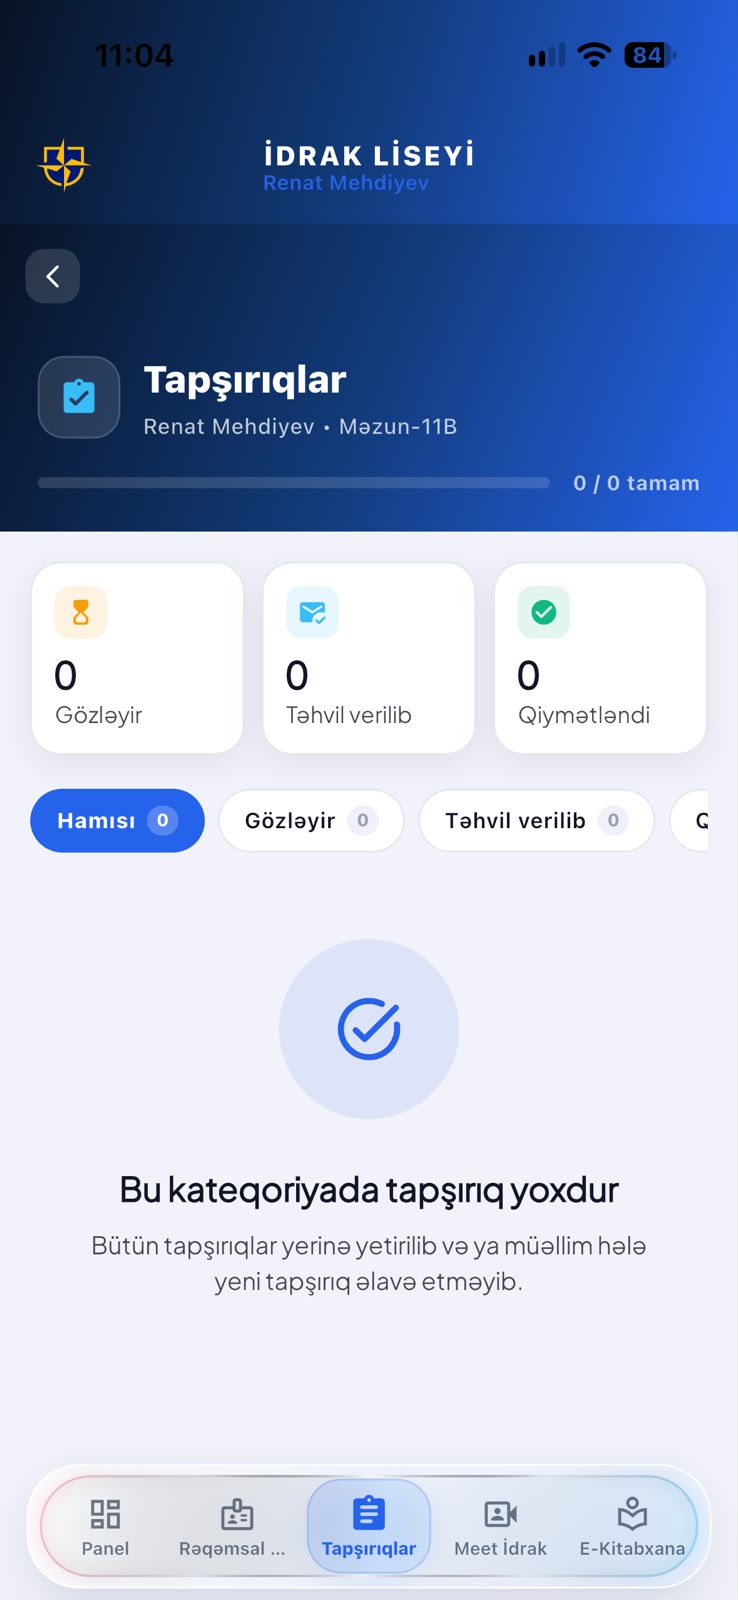 11:04
84
İDRAK LİSEYİ
Renat Mehdiyev
Tapşırıqlar
Renat Mehdiyev • Məzun-11B
0 / 0 tamam
0
Gözləyir
0
Təhvil verilib
0
Qiymətləndi
Hamısı 0
Gözləyir 0
Təhvil verilib 0
Q
Bu kateqoriyada tapşırıq yoxdur
Bütün tapşırıqlar yerinə yetirilib və ya müəllim hələ
yeni tapşırıq əlavə etməyib.
Panel
Rəqəmsal ...
Tapşırıqlar
Meet İdrak
E-Kitabxana